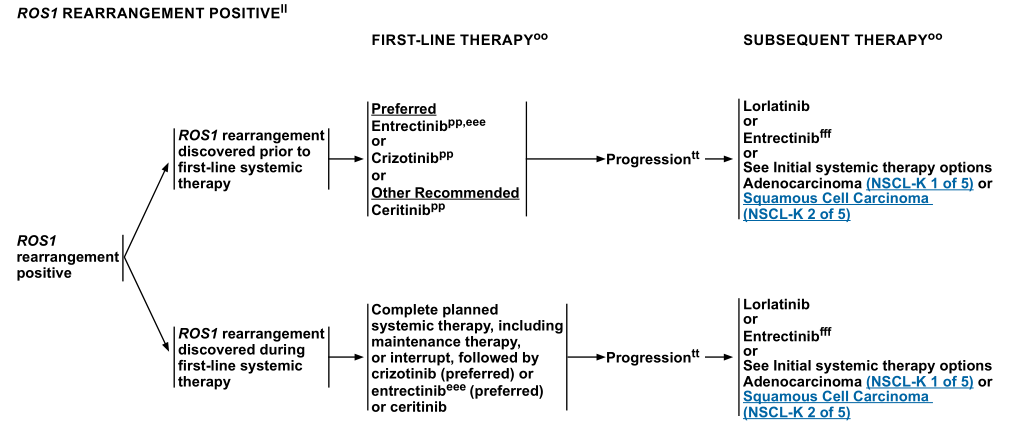 ROS1 REARRANGEMENT POSITIVEll
FIRST-LINE THERAPYoo
SUBSEQUENT THERAPYoo
ROS1
rearrangement
positive
ROS1 rearrangement
discovered prior to
first-line systemic
therapy
Preferred
Entrectinibpp,eee
or
Crizotinibpp
or
Other Recommended
Ceritinibpp
Progressiontt
Lorlatinib
or
Entrectinibfff
or
See Initial systemic therapy options
Adenocarcinoma (NSCL-K 1 of 5) or
Squamous Cell Carcinoma
(NSCL-K 2 of 5)
ROS1 rearrangement
discovered during
first-line systemic
therapy
Complete planned
systemic therapy, including
maintenance therapy,
or interrupt, followed by
crizotinib (preferred) or
entrectinibeee (preferred)
or ceritinib
Progressiontt
Lorlatinib
or
Entrectinibfff
or
See Initial systemic therapy options
Adenocarcinoma (NSCL-K 1 of 5) or
Squamous Cell Carcinoma
(NSCL-K 2 of 5)